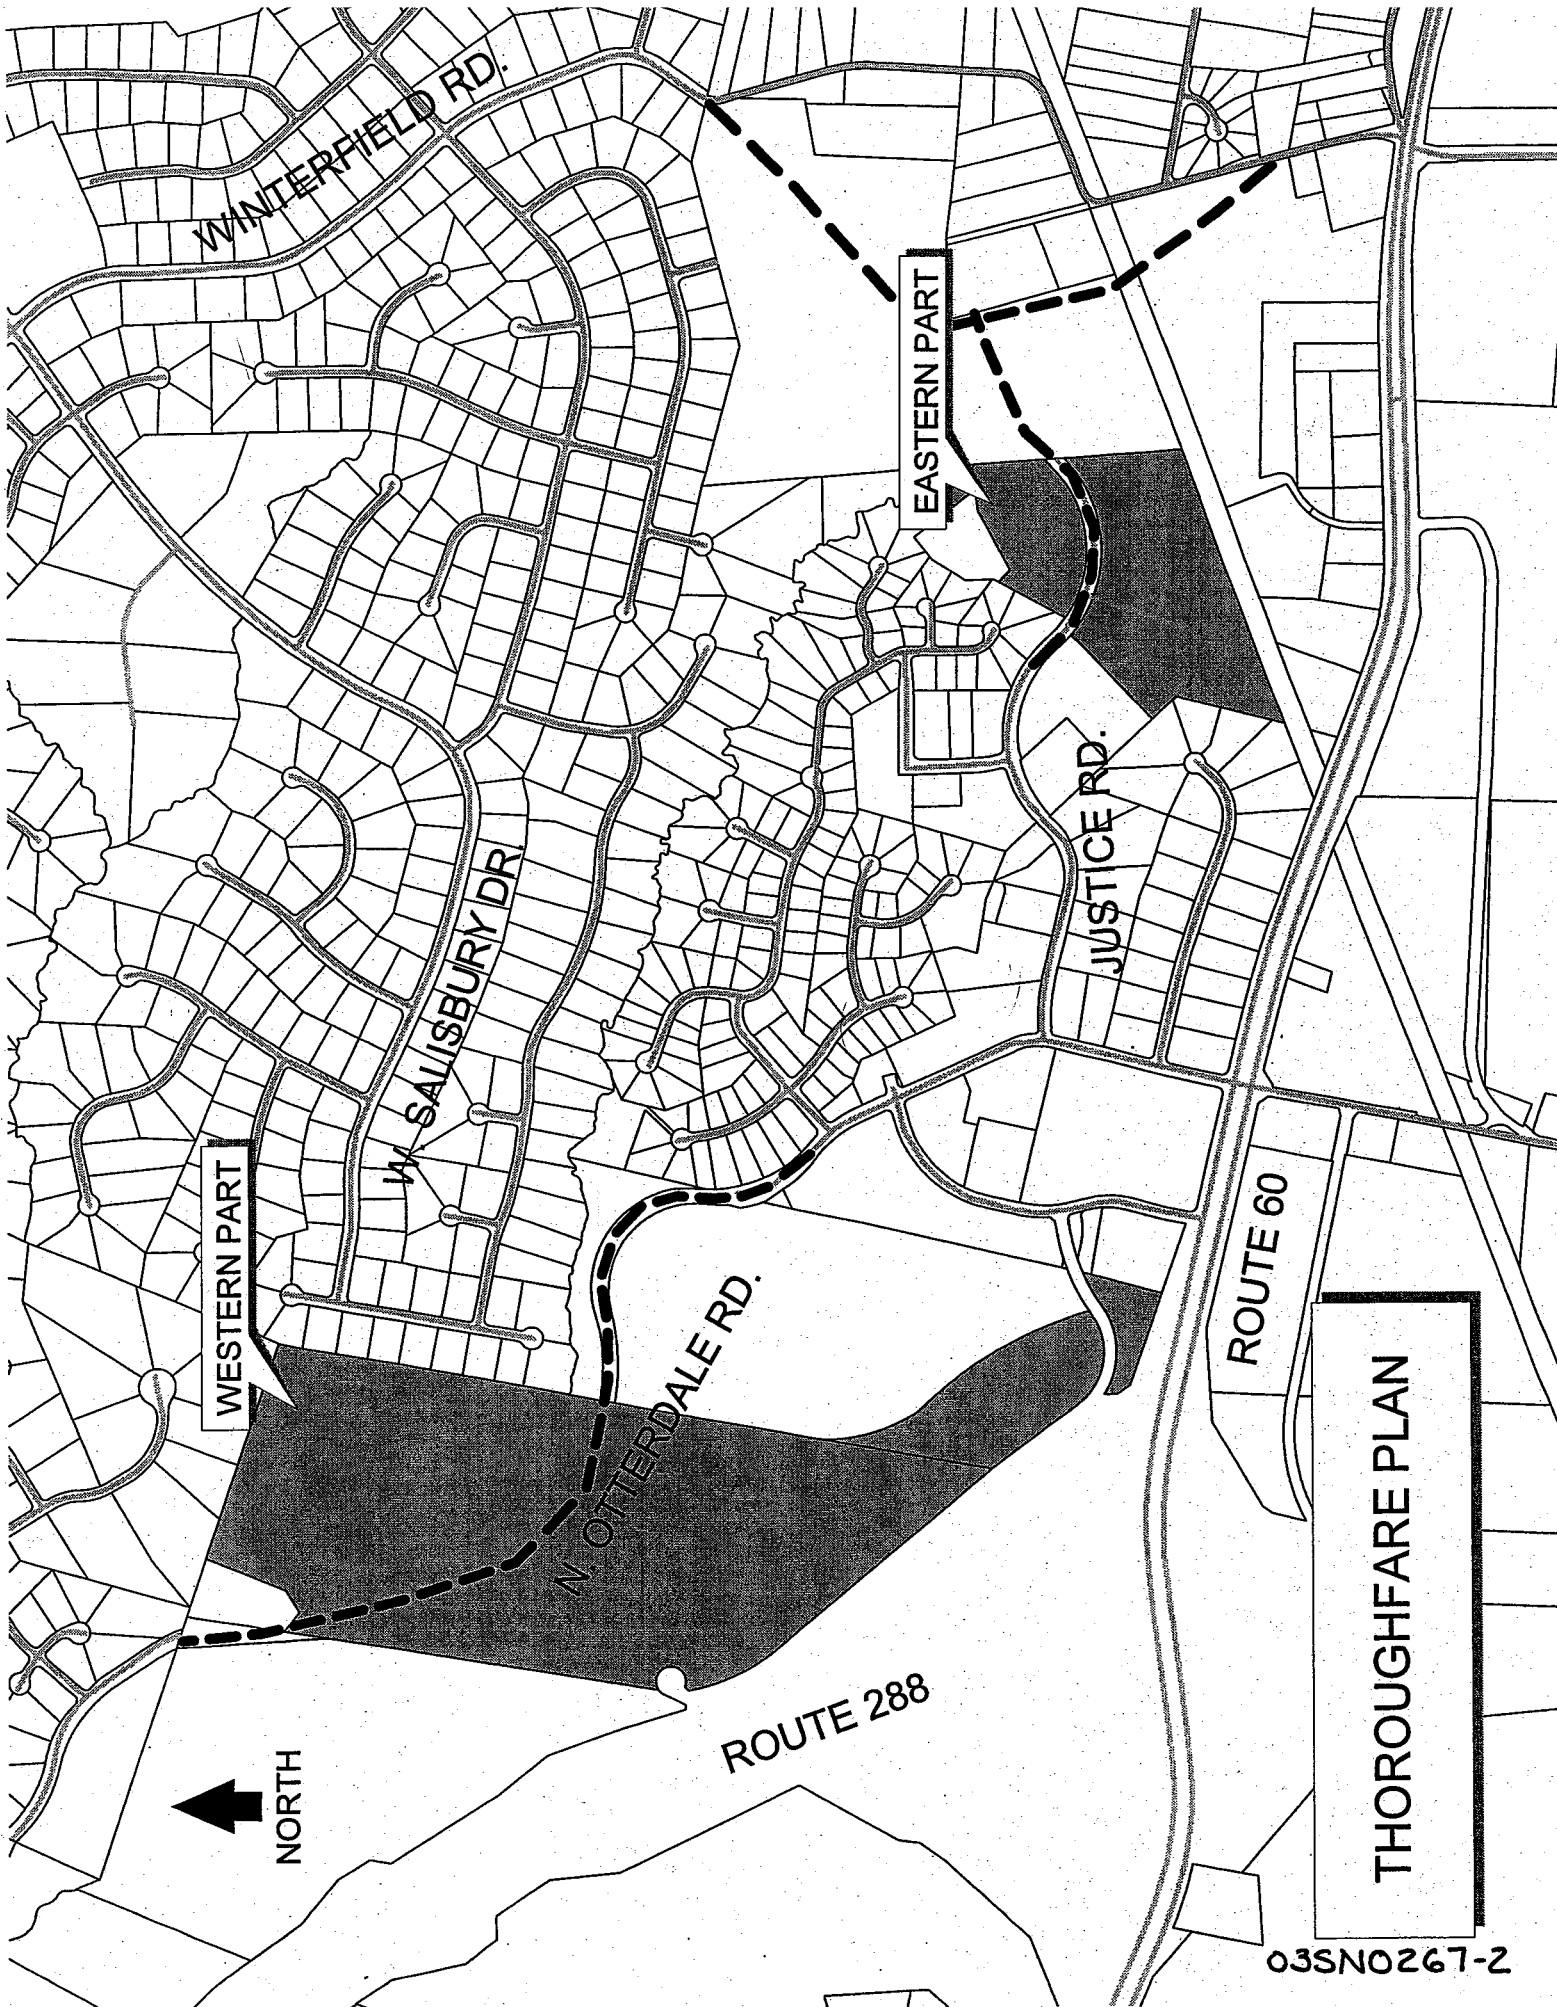 WINTERFIELD RD.
EASTERN PART
JUSTICE RD.
W. SALISBURY DR.
WESTERN PART
N OTTERDALE RD.
ROUTE 60
ROUTE 288
NORTH
THOROUGHFARE PLAN
03SN0267-2